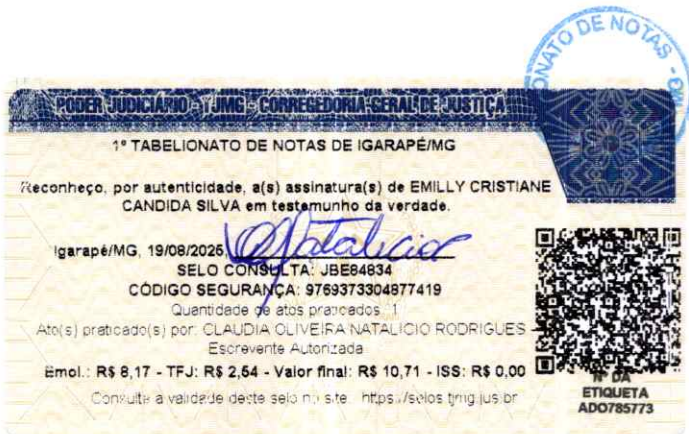 ONATO DE NOTAS
PODER JUDICIÁRIO - TJMG - CORREGEDORIA-GERAL DE JUSTIÇA
1º TABELIONATO DE NOTAS DE IGARAPÉ/MG
Reconheço, por autenticidade, a(s) assinatura(s) de EMILLY CRISTIANE
CANDIDA SILVA em testemunho da verdade.
Igarapé/MG, 19/08/2025
SELO CONSULTA: JBE84834
CÓDIGO SEGURANÇA: 9769373304877419
Quantidade de atos praticados: 1
Ato(s) praticado(s) por: CLAUDIA OLIVEIRA NATALICIO RODRIGUES -
Escrevente Autorizada
Emol.: R$ 8,17 - TFJ: R$ 2,54 - Valor final: R$ 10,71 - ISS: R$ 0,00
Consulte a validade deste selo no site: https://selos.tjmg.jus.br
Nº DA
ETIQUETA
ADO785773